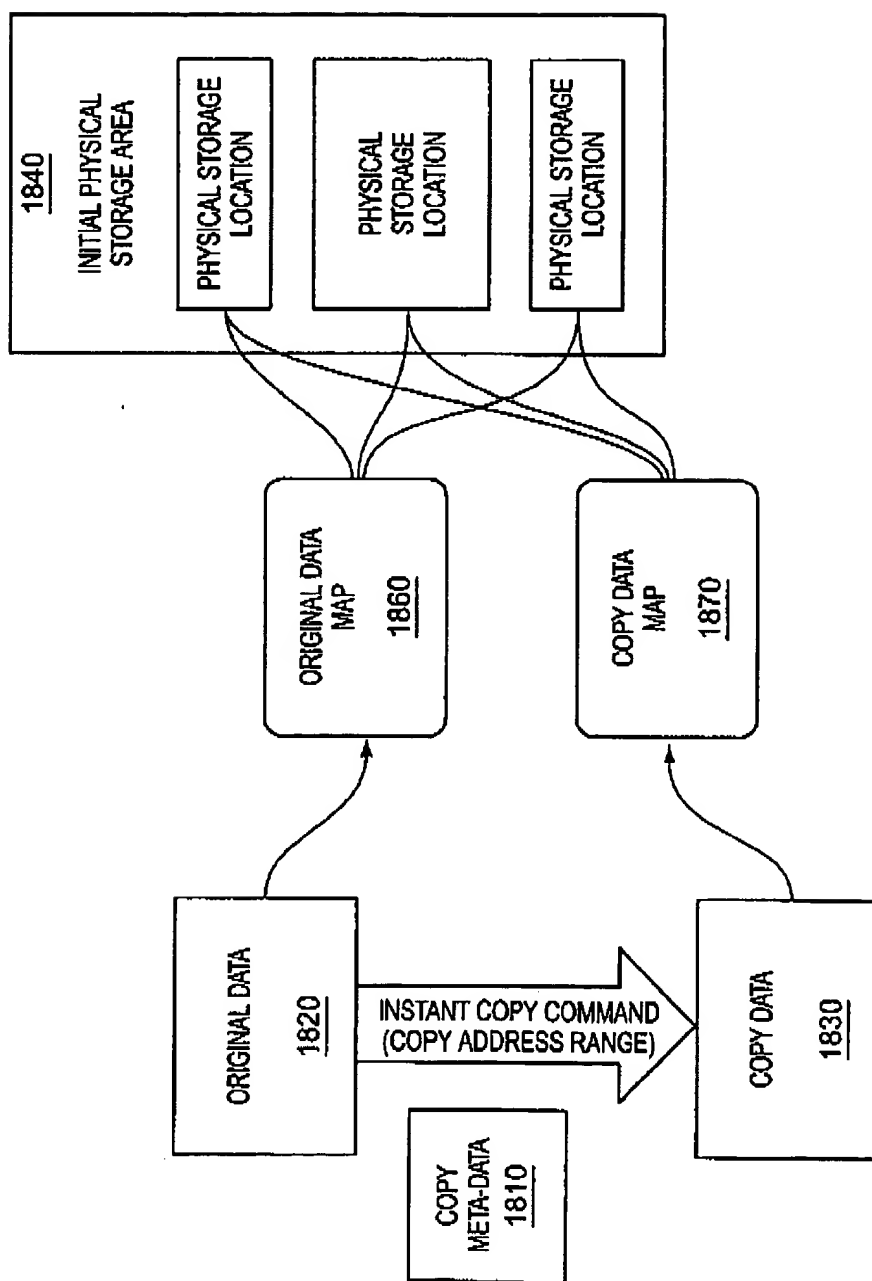 1840
INITIAL PHYSICAL
STORAGE AREA
PHYSICAL STORAGE
LOCATION
PHYSICAL
STORAGE
LOCATION
PHYSICAL STORAGE
LOCATION
ORIGINAL DATA
MAP
1860
COPY DATA
MAP
1870
ORIGINAL DATA
1820
INSTANT COPY COMMAND
(COPY ADDRESS RANGE)
COPY DATA
1830
COPY
META-DATA
1810